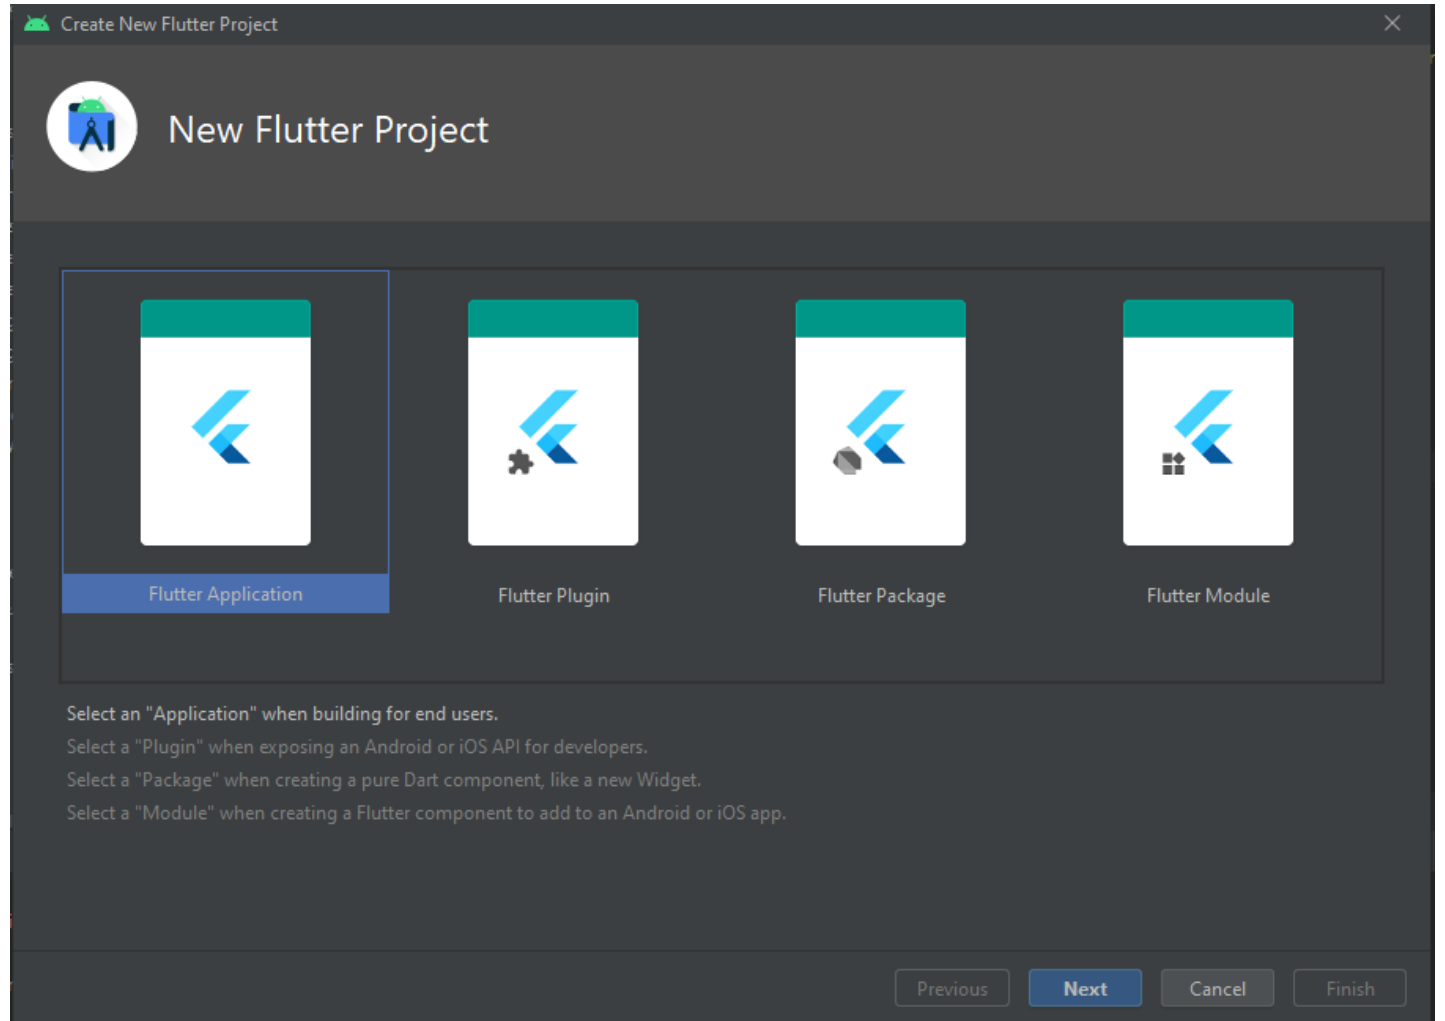 Create New Flutter Project
New Flutter Project
Flutter Application
Flutter Plugin
Flutter Package
Flutter Module
Select an "Application" when building for end users.
Select a "Plugin" when exposing an Android or iOS API for developers.
Select a "Package" when creating a pure Dart component, like a new Widget.
Select a "Module" when creating a Flutter component to add to an Android or iOS app.
Previous
Next
Cancel
Finish